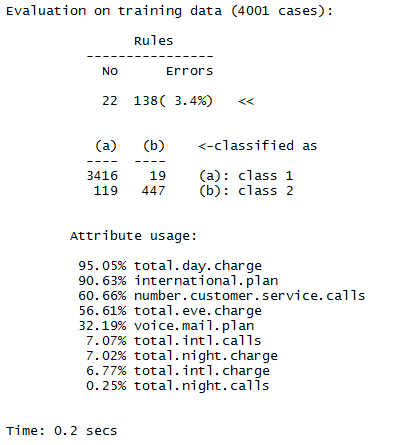 Evaluation on training data (4001 cases):
Rules
----------------
No Errors
22 138( 3.4%) <<
(a) (b) <-classified as
---- ----
3416 19 (a): class 1
119 447 (b): class 2
Attribute usage:
95.05% total.day.charge
90.63% international.plan
60.66% number.customer.service.calls
56.61% total.eve.charge
32.19% voice.mail.plan
7.07% total.intl.calls
7.02% total.night.charge
6.77% total.intl.charge
0.25% total.night.calls
Time: 0.2 secs